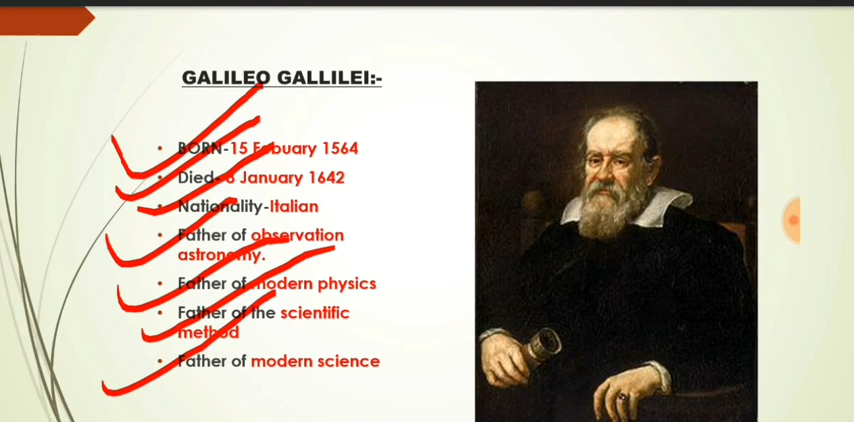 GALILEO GALLILEI:-
• BORN-15 Febuary 1564
• Died- 8 January 1642
• Nationality-Italian
• Father of observation
astronomy.
• Father of modern physics
• Father of the scientific
method
• Father of modern science